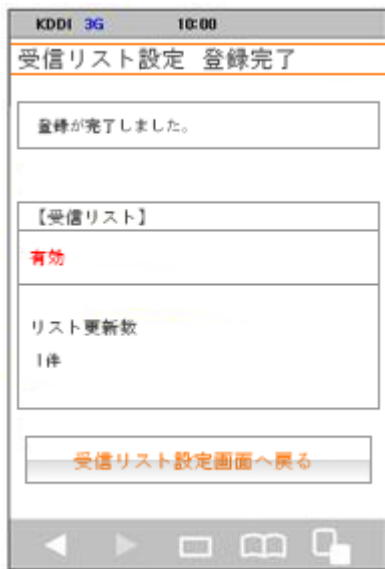 KDDI 3G 10:00
受信リスト設定 登録完了
登録が完了しました。
【受信リスト】
有効
リスト更新数
1件
受信リスト設定画面へ戻る